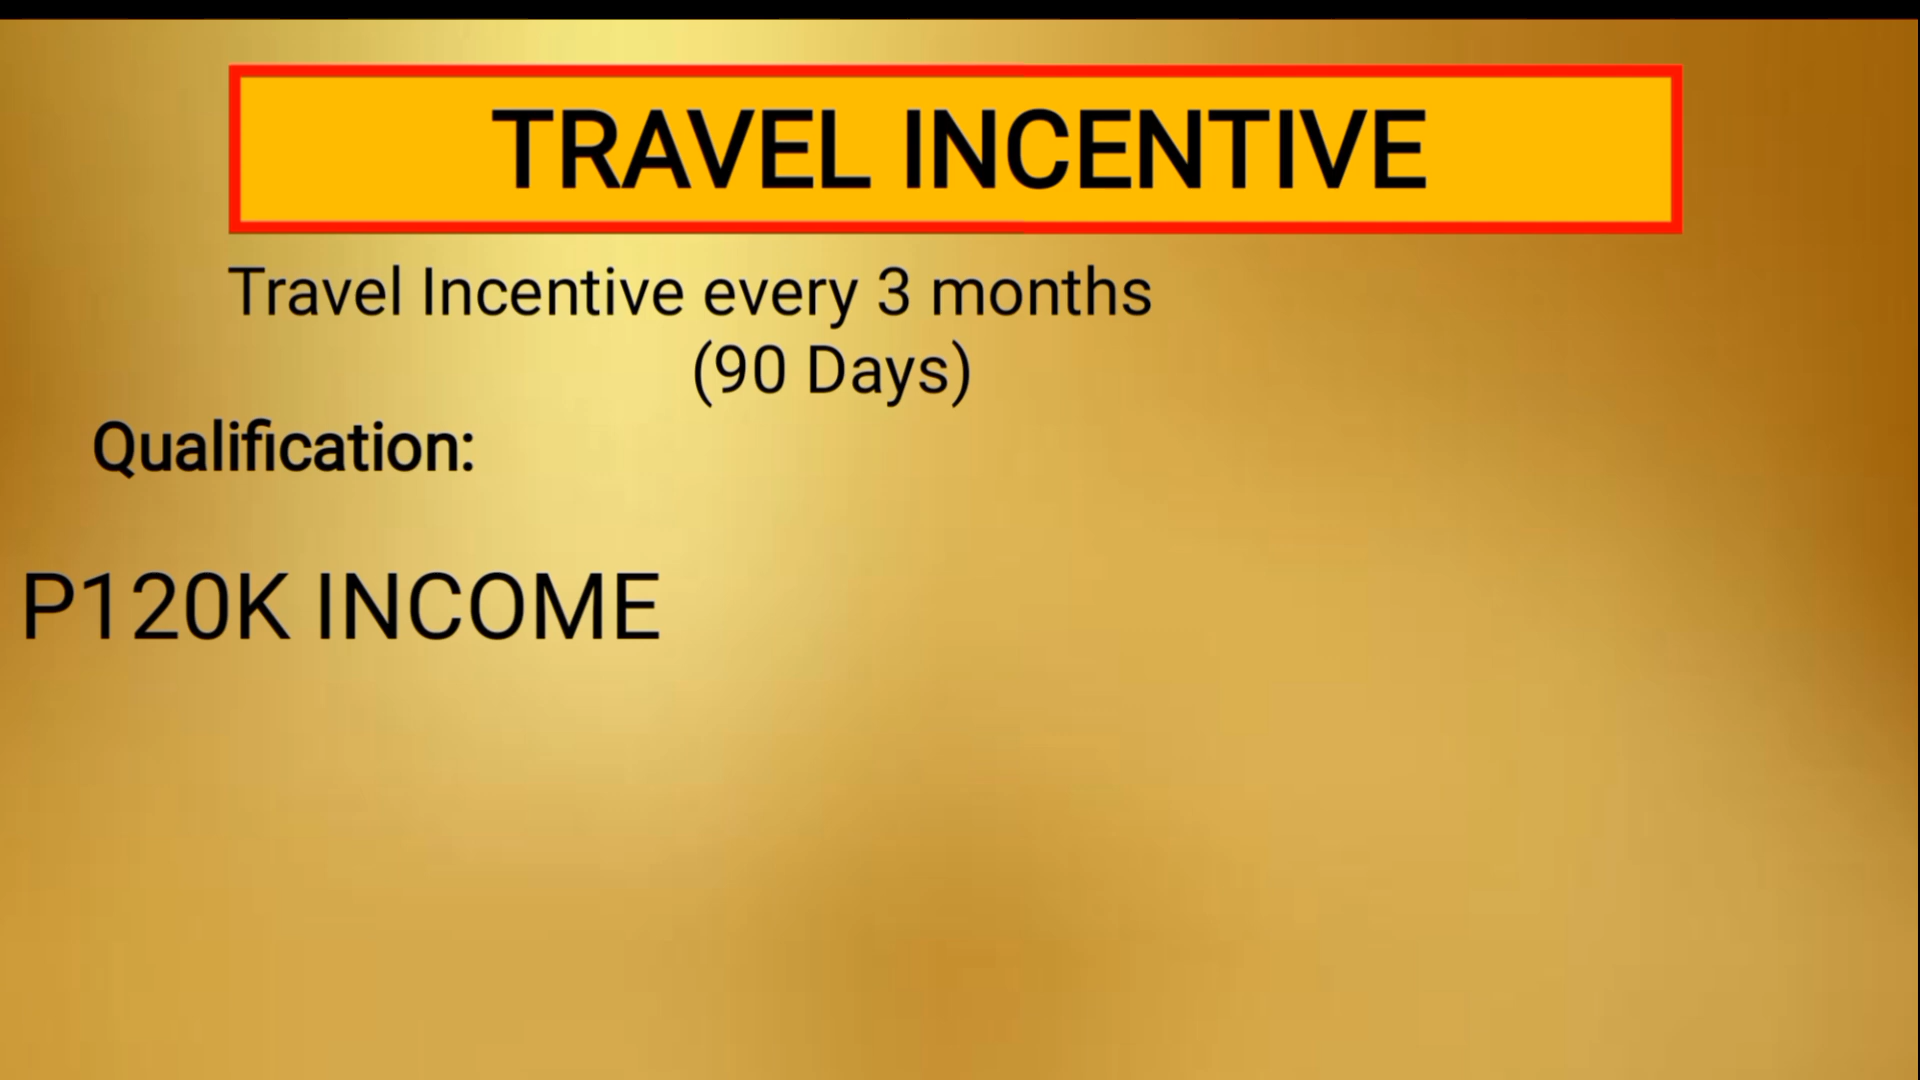 TRAVEL INCENTIVE
Travel Incentive every 3 months
(90 Days)
Qualification:
P120K INCOME